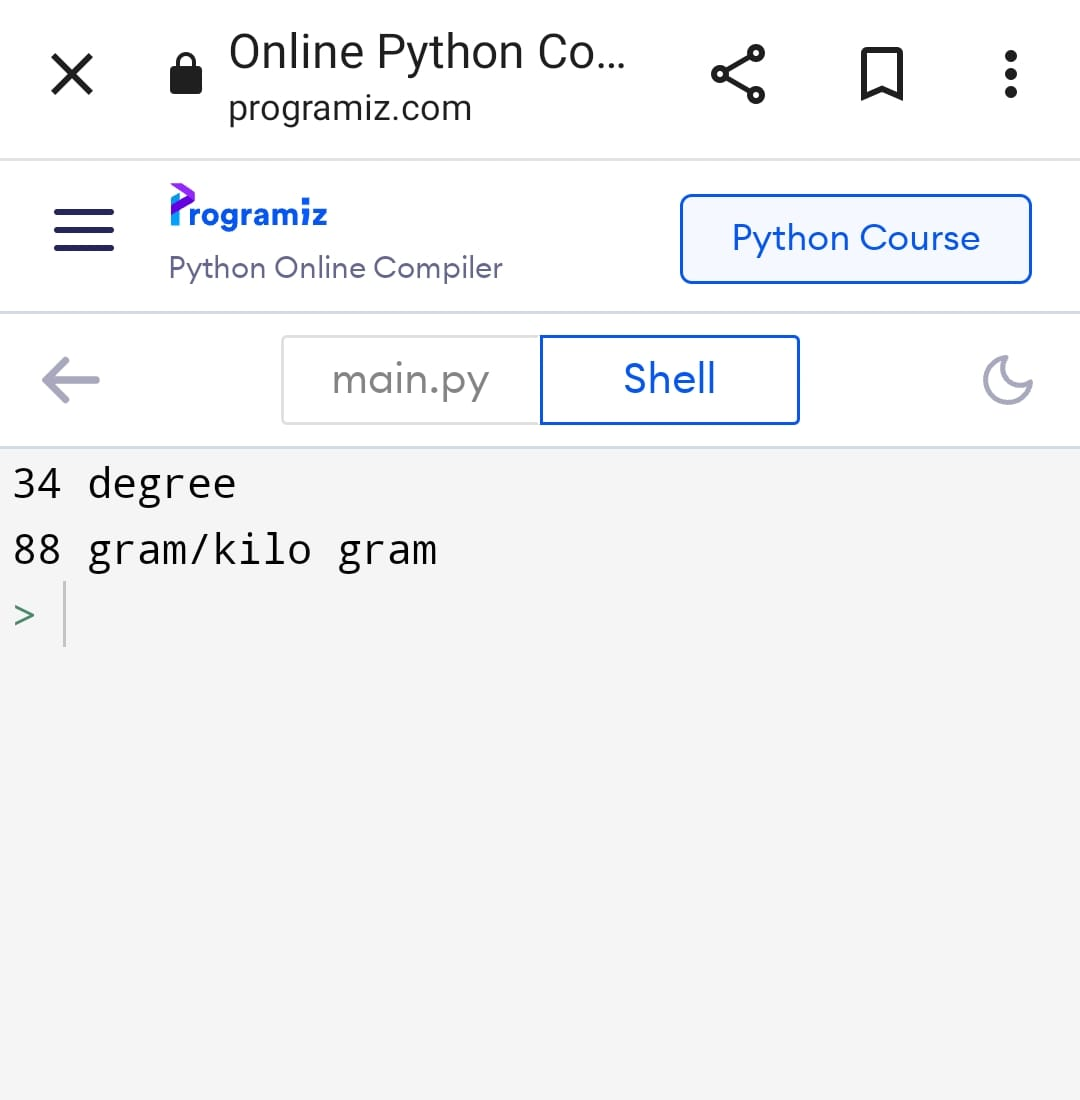 Online Python Co...
programiz.com
Programiz
Python Online Compiler
Python Course
main.py
Shell
34 degree
88 gram/kilo gram
>